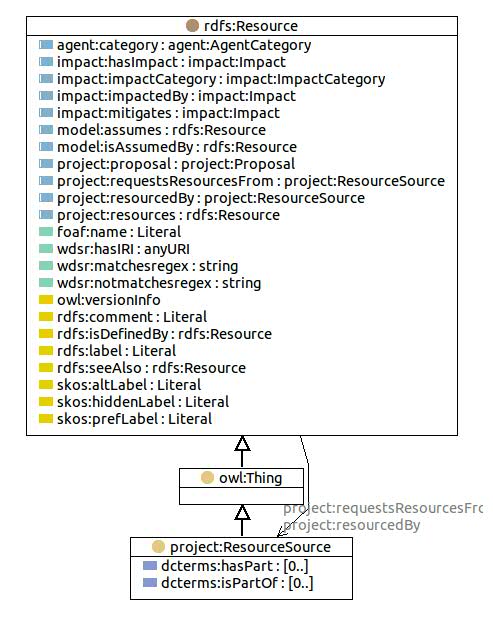 rdfs:Resource
agent:category : agent:AgentCategory
impact:hasImpact : impact:Impact
impact:impactCategory : impact:ImpactCategory
impact:impactedBy : impact:Impact
impact:mitigates : impact:Impact
model:assumes : rdfs:Resource
model:isAssumedBy : rdfs:Resource
project:proposal : project:Proposal
project:requestsResourcesFrom : project:ResourceSource
project:resourcedBy : project:ResourceSource
project:resources : rdfs:Resource
foaf:name : Literal
wdsr:hasIRI : anyURI
wdsr:matchesregex : string
wdsr:notmatchesregex : string
owl:versionInfo
rdfs:comment : Literal
rdfs:isDefinedBy : rdfs:Resource
rdfs:label : Literal
rdfs:seeAlso : rdfs:Resource
skos:altLabel : Literal
skos:hiddenLabel : Literal
skos:prefLabel : Literal
owl:Thing
project:requestsResourcesFro
project:resourcedBy
project:ResourceSource
dcterms:hasPart : [0..]
dcterms:isPartOf : [0..]